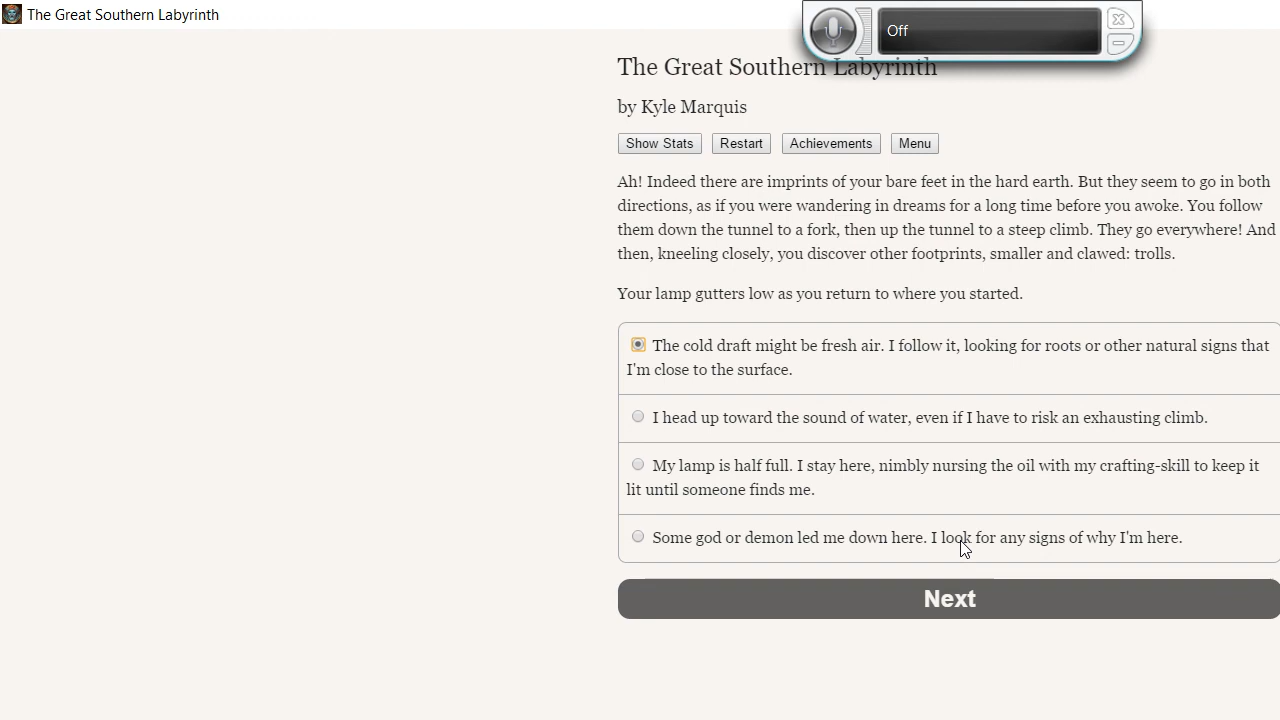 The Great Southern Labyrinth
Off
The Great Southern Labyrinth
by Kyle Marquis
Show Stats
Restart
Achievements
Menu
Ah! Indeed there are imprints of your bare feet in the hard earth. But they seem to go in both
directions, as if you were wandering in dreams for a long time before you awoke. You follow
them down the tunnel to a fork, then up the tunnel to a steep climb. They go everywhere! And
then, kneeling closely, you discover other footprints, smaller and clawed: trolls.
Your lamp gutters low as you return to where you started.
The cold draft might be fresh air. I follow it, looking for roots or other natural signs that
I'm close to the surface.
I head up toward the sound of water, even if I have to risk an exhausting climb.
My lamp is half full. I stay here, nimbly nursing the oil with my crafting-skill to keep it
lit until someone finds me.
Some god or demon led me down here. I look for any signs of why I'm here.
Next